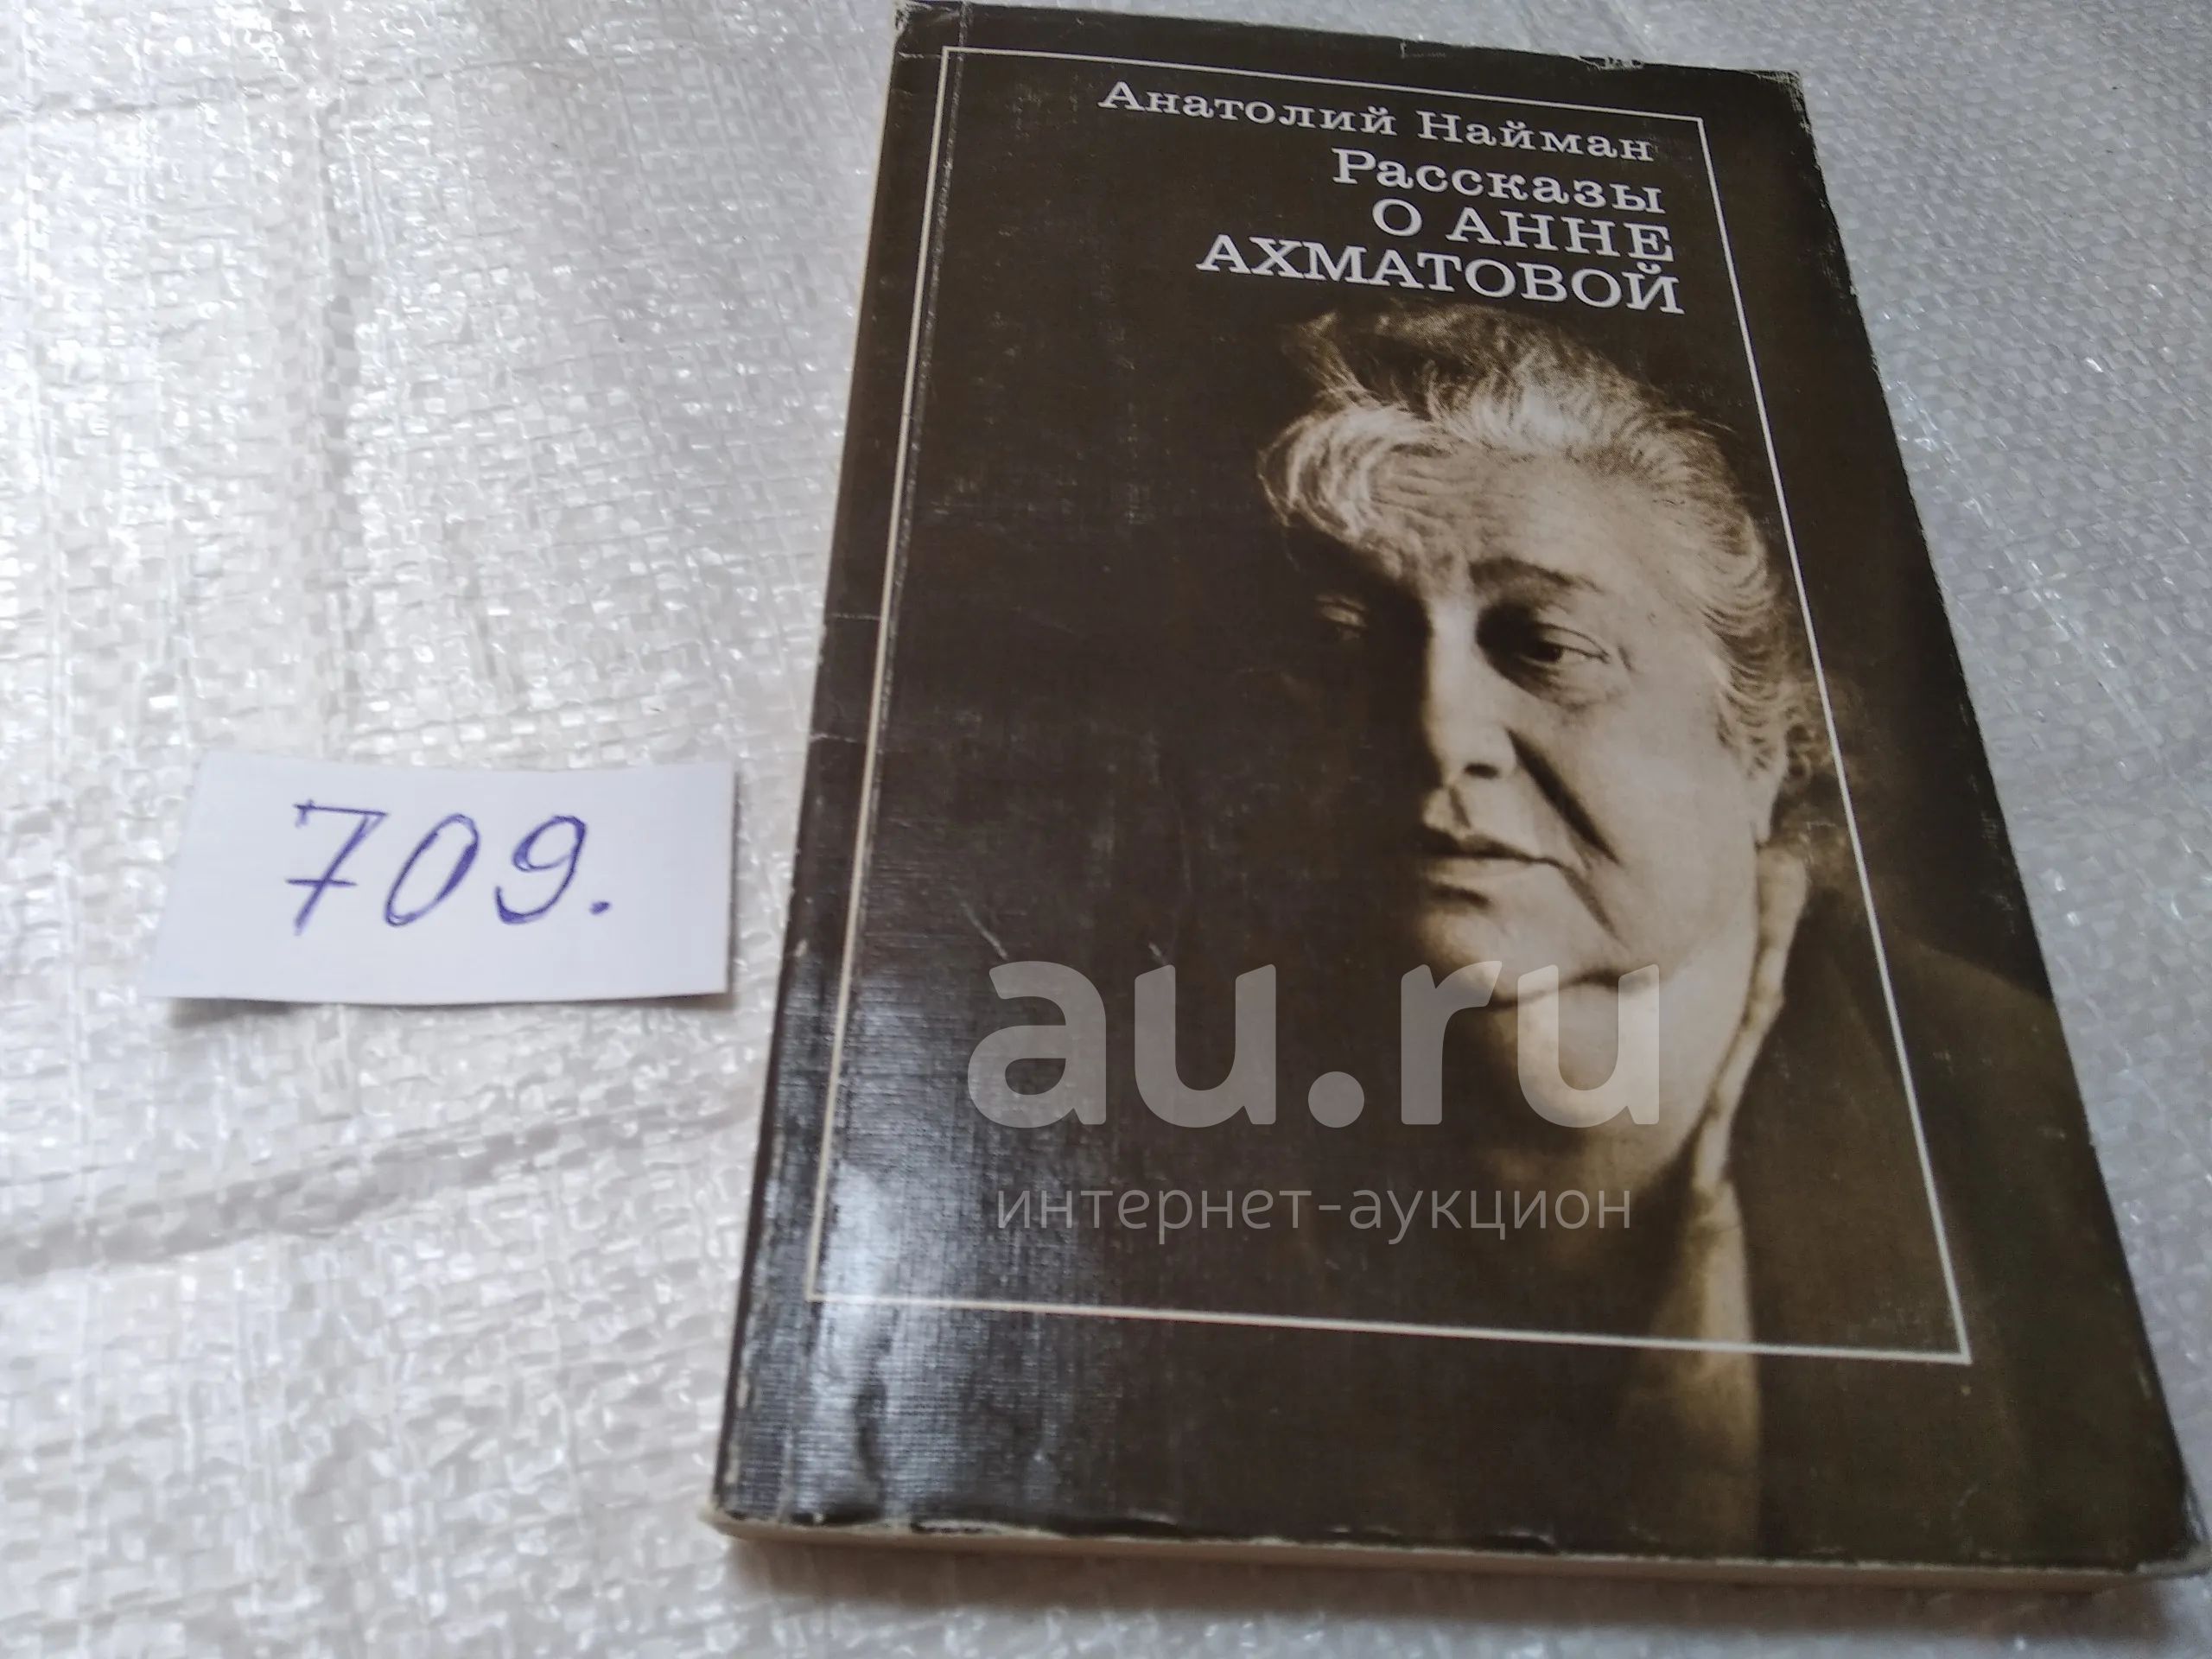 Анатолий Найман
Рассказы
О АННЕ
АХМАТОВОЙ
709.
au.ru
интернет-аукцион